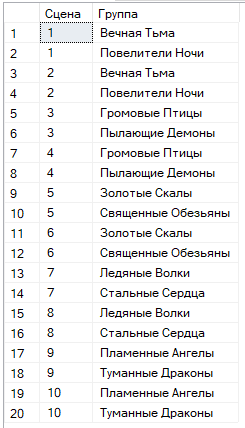 Сцена Группа
1 1 Вечная Тьма
2 1 Повелители Ночи
3 2 Вечная Тьма
4 2 Повелители Ночи
5 3 Громовые Птицы
6 3 Пылающие Демоны
7 4 Громовые Птицы
8 4 Пылающие Демоны
9 5 Золотые Скалы
10 5 Священные Обезьяны
11 6 Золотые Скалы
12 6 Священные Обезьяны
13 7 Ледяные Волки
14 7 Стальные Сердца
15 8 Ледяные Волки
16 8 Стальные Сердца
17 9 Пламенные Ангелы
18 9 Туманные Драконы
19 10 Пламенные Ангелы
20 10 Туманные Драконы